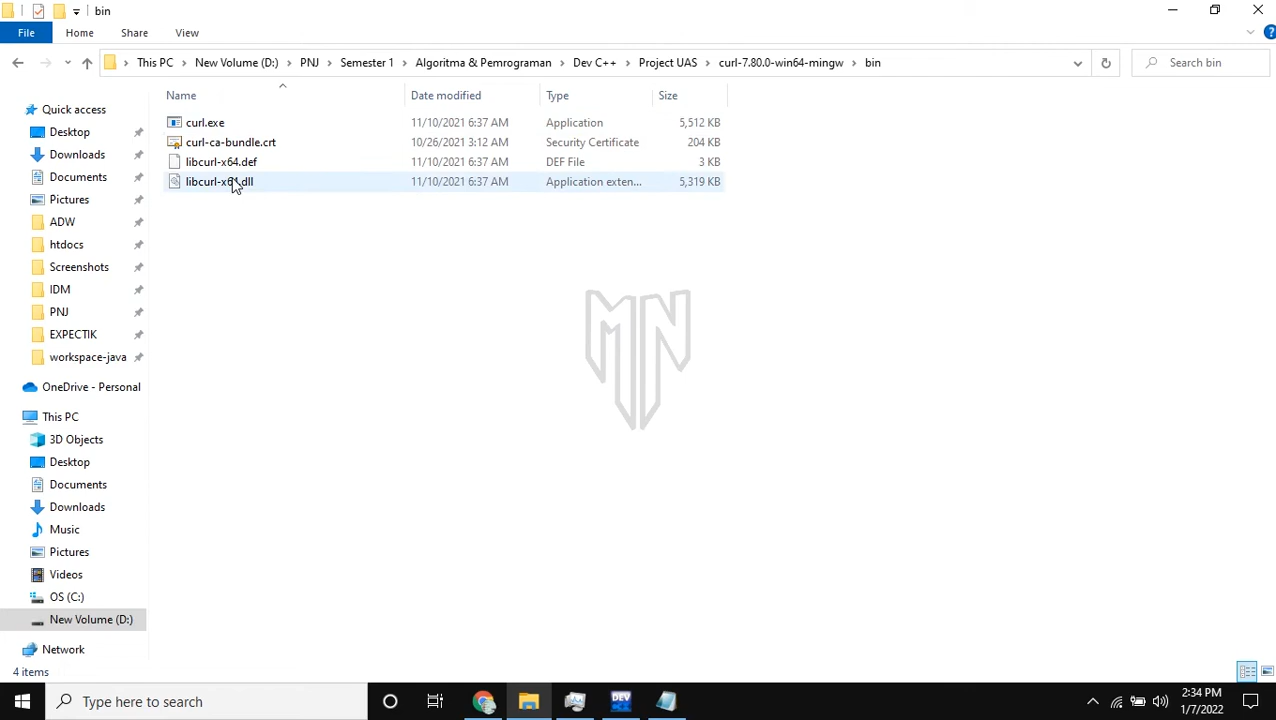 bin
File Home Share View
This PC New Volume (D:) PNJ Semester 1 Algoritma & Pemrograman Dev C++ Project UAS curl-7.80.0-win64-mingw bin Search bin
Name Date modified Type Size
curl.exe 11/10/2021 6:37 AM Application 5,512 KB
curl-ca-bundle.crt 10/26/2021 3:12 AM Security Certificate 204 KB
libcurl-x64.def 11/10/2021 6:37 AM DEF File 3 KB
libcurl-x64.dll 11/10/2021 6:37 AM Application exten... 5,319 KB
Quick access
Desktop
Downloads
Documents
Pictures
ADW
htdocs
Screenshots
IDM
PNJ
EXPECTIK
workspace-java
OneDrive - Personal
This PC
3D Objects
Desktop
Documents
Downloads
Music
Pictures
Videos
OS (C:)
New Volume (D:)
Network
MN
4 items
Type here to search
DEV
2:34 PM
1/7/2022